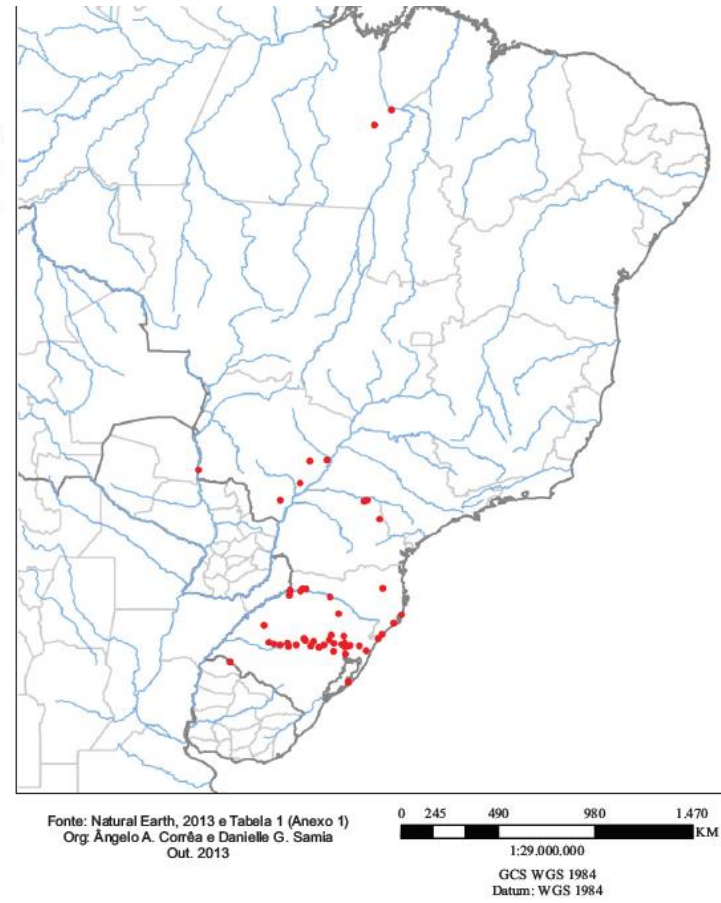 Fonte: Natural Earth, 2013 e Tabela 1 (Anexo 1)
Org: Ângelo A. Corrêa e Danielle G. Samia
Out. 2013
0 245 490 980 1.470
KM
1:29.000.000
GCS WGS 1984
Datum: WGS 1984